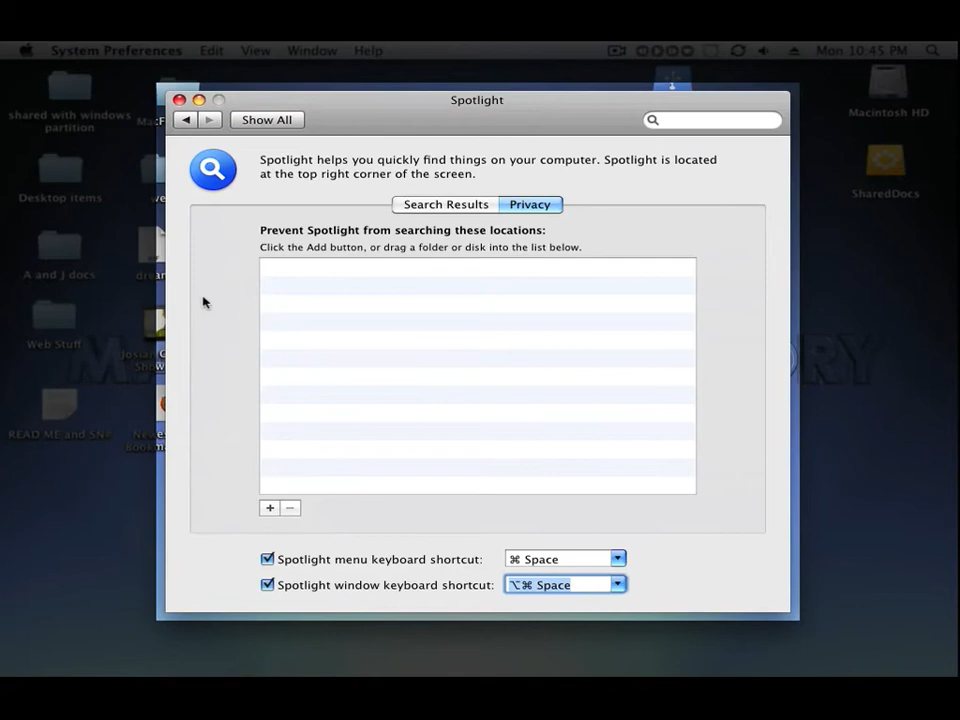 System Preferences Edit View Window Help Mon 10:45 PM
Spotlight
Show All
Spotlight helps you quickly find things on your computer. Spotlight is located
at the top right corner of the screen.
Search Results Privacy
Prevent Spotlight from searching these locations:
Click the Add button, or drag a folder or disk into the list below.
+ −
Spotlight menu keyboard shortcut: ⌘ Space
Spotlight window keyboard shortcut: ⌥⌘ Space
shared with windows
partition
Desktop items
A and J docs
Web Stuff
READ ME and SN#
Macintosh HD
SharedDocs